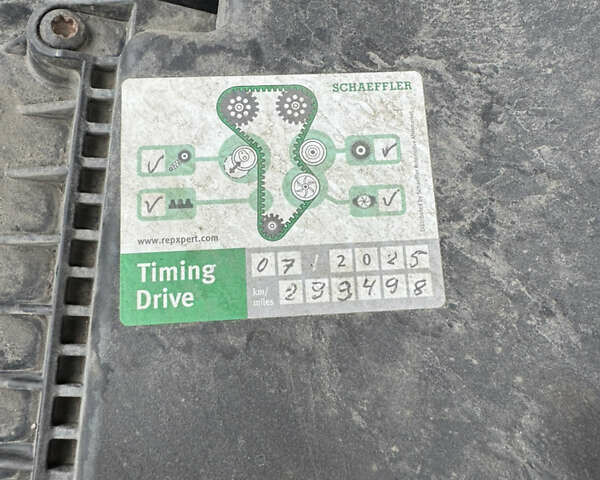 SCHAEFFLER
www.repxpert.com
Timing Drive
07/2025
km/miles
299498